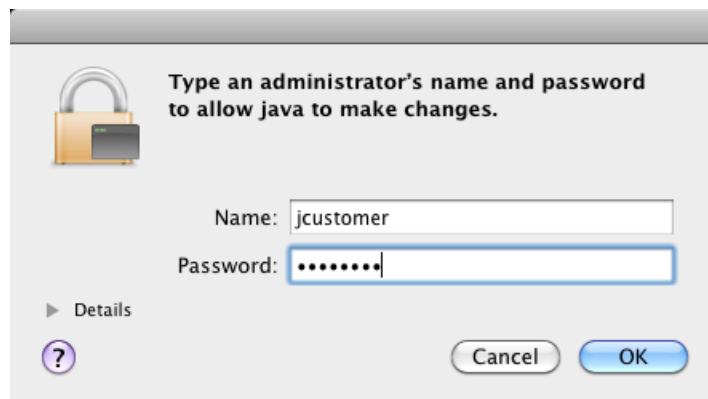 Type an administrator's name and password
to allow java to make changes.
Name: jcustomer
Password: ••••••••
Details
?
Cancel OK